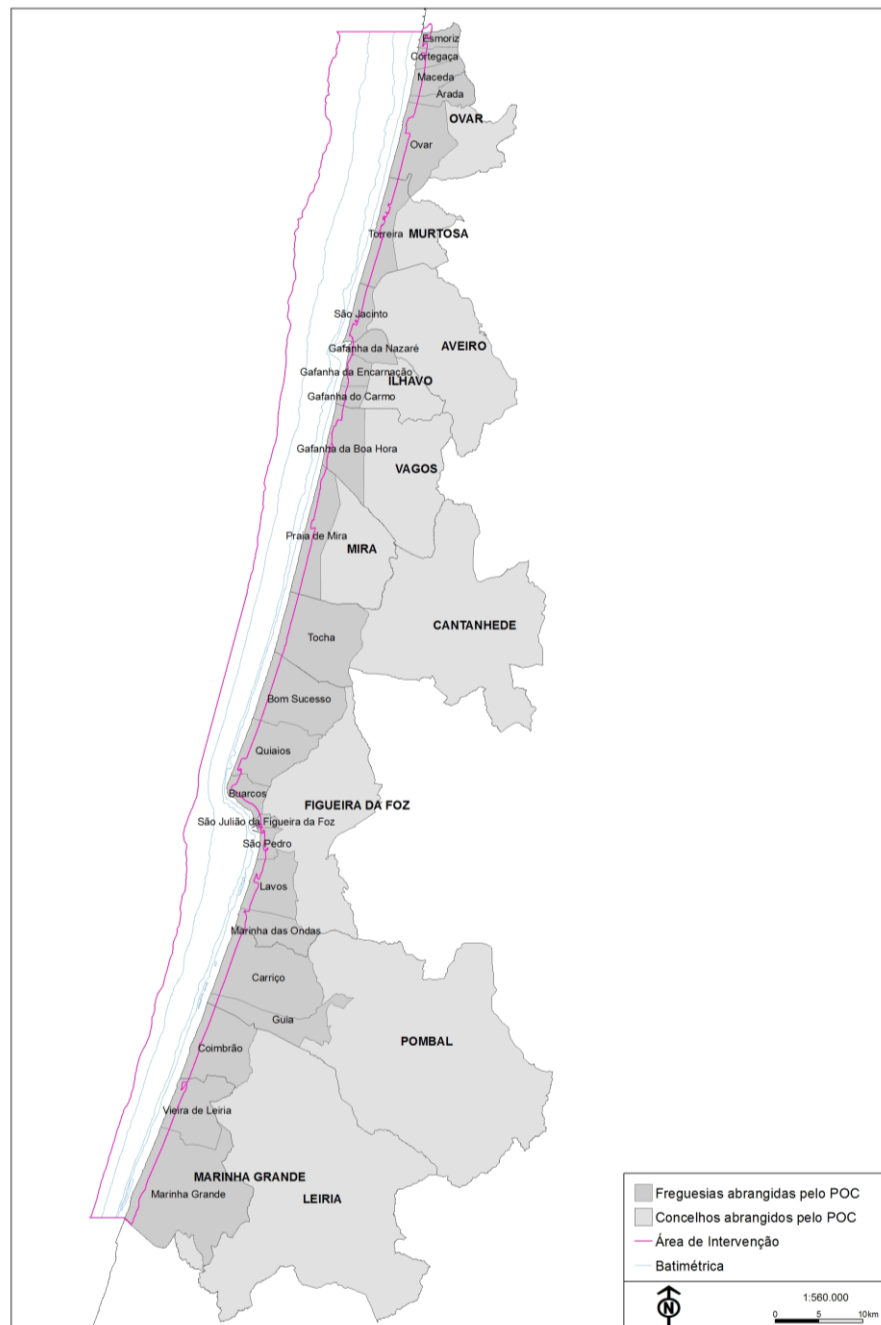 Esmoriz
Cortegaça
Maceda
Arada
OVAR
Ovar
Torreira
MURTOSA
São Jacinto
Gafanha da Nazaré
AVEIRO
Gafanha da Encarnação
ILHAVO
Gafanha do Carmo
Gafanha da Boa Hora
VAGOS
Praia de Mira
MIRA
CANTANHEDE
Tocha
Bom Sucesso
Quiaios
Buarcos
FIGUEIRA DA FOZ
São Julião da Figueira da Foz
São Pedro
Lavos
Marinha das Ondas
Carriço
Guia
POMBAL
Coimbrão
Vieira de Leiria
MARINHA GRANDE
Marinha Grande
LEIRIA
Freguesias abrangidas pelo POC
Concelhos abrangidos pelo POC
Área de Intervenção
Batimétrica
1:560.000
0 5 10km